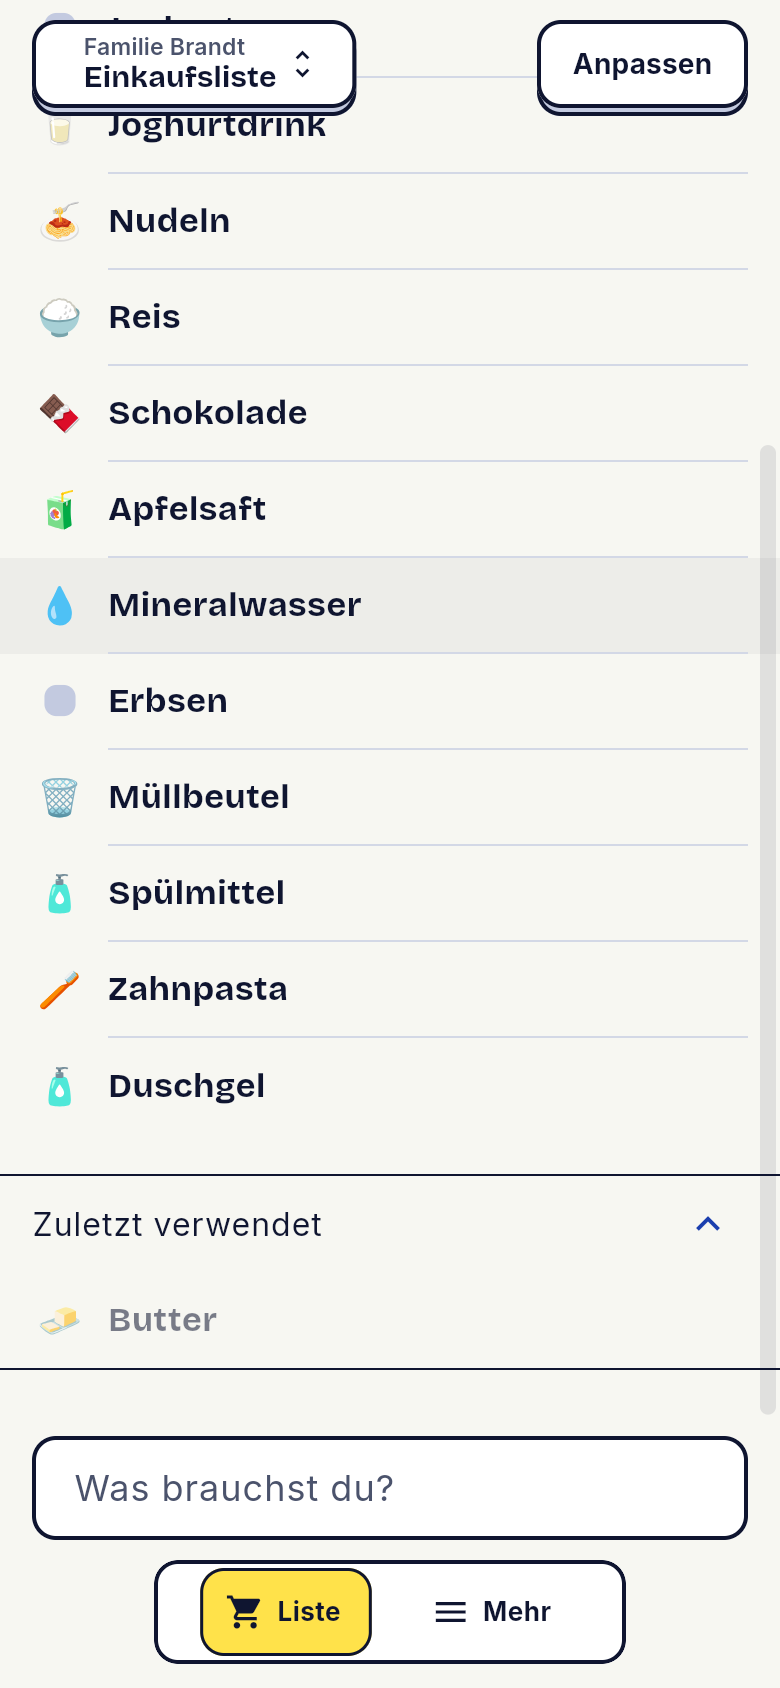 Familie Brandt
Einkaufsliste
Anpassen
Joghurtdrink
Nudeln
Reis
Schokolade
Apfelsaft
Mineralwasser
Erbsen
Müllbeutel
Spülmittel
Zahnpasta
Duschgel
Zuletzt verwendet
Butter
Was brauchst du?
Liste
Mehr